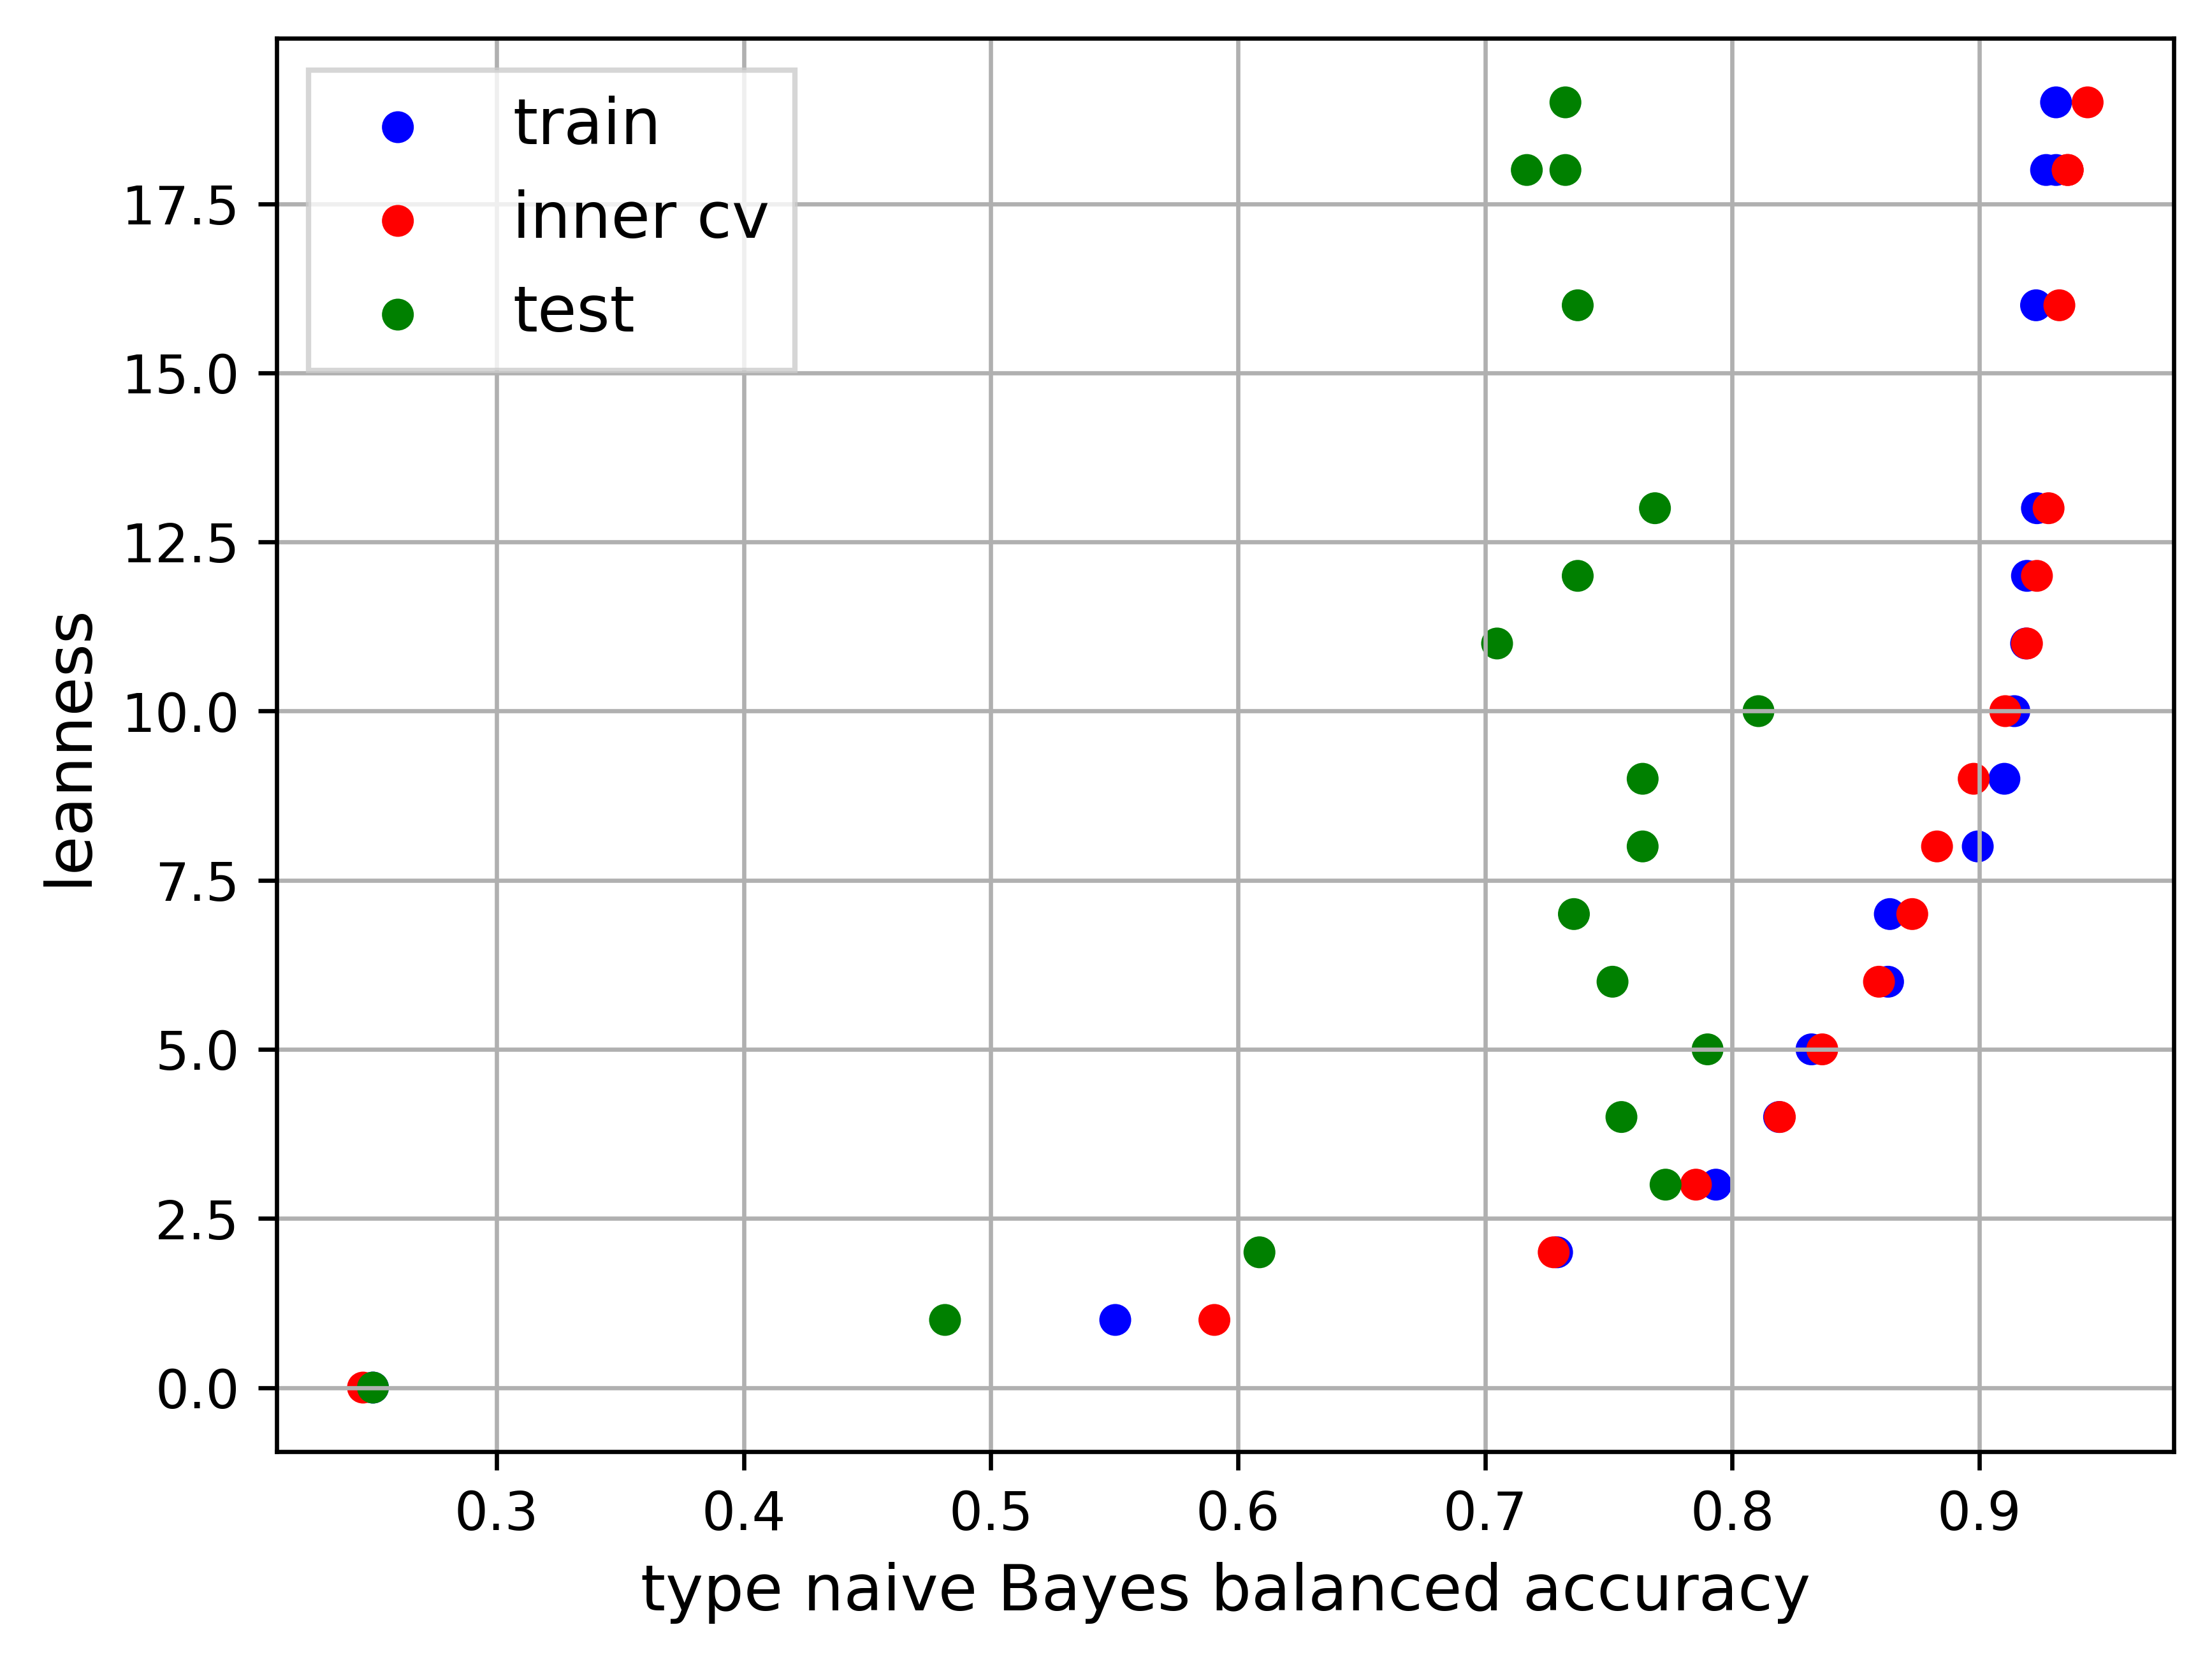 train
inner cv
test
17.5
15.0
12.5
10.0
7.5
5.0
2.5
0.0
leanness
0.3 0.4 0.5 0.6 0.7 0.8 0.9
type naive Bayes balanced accuracy